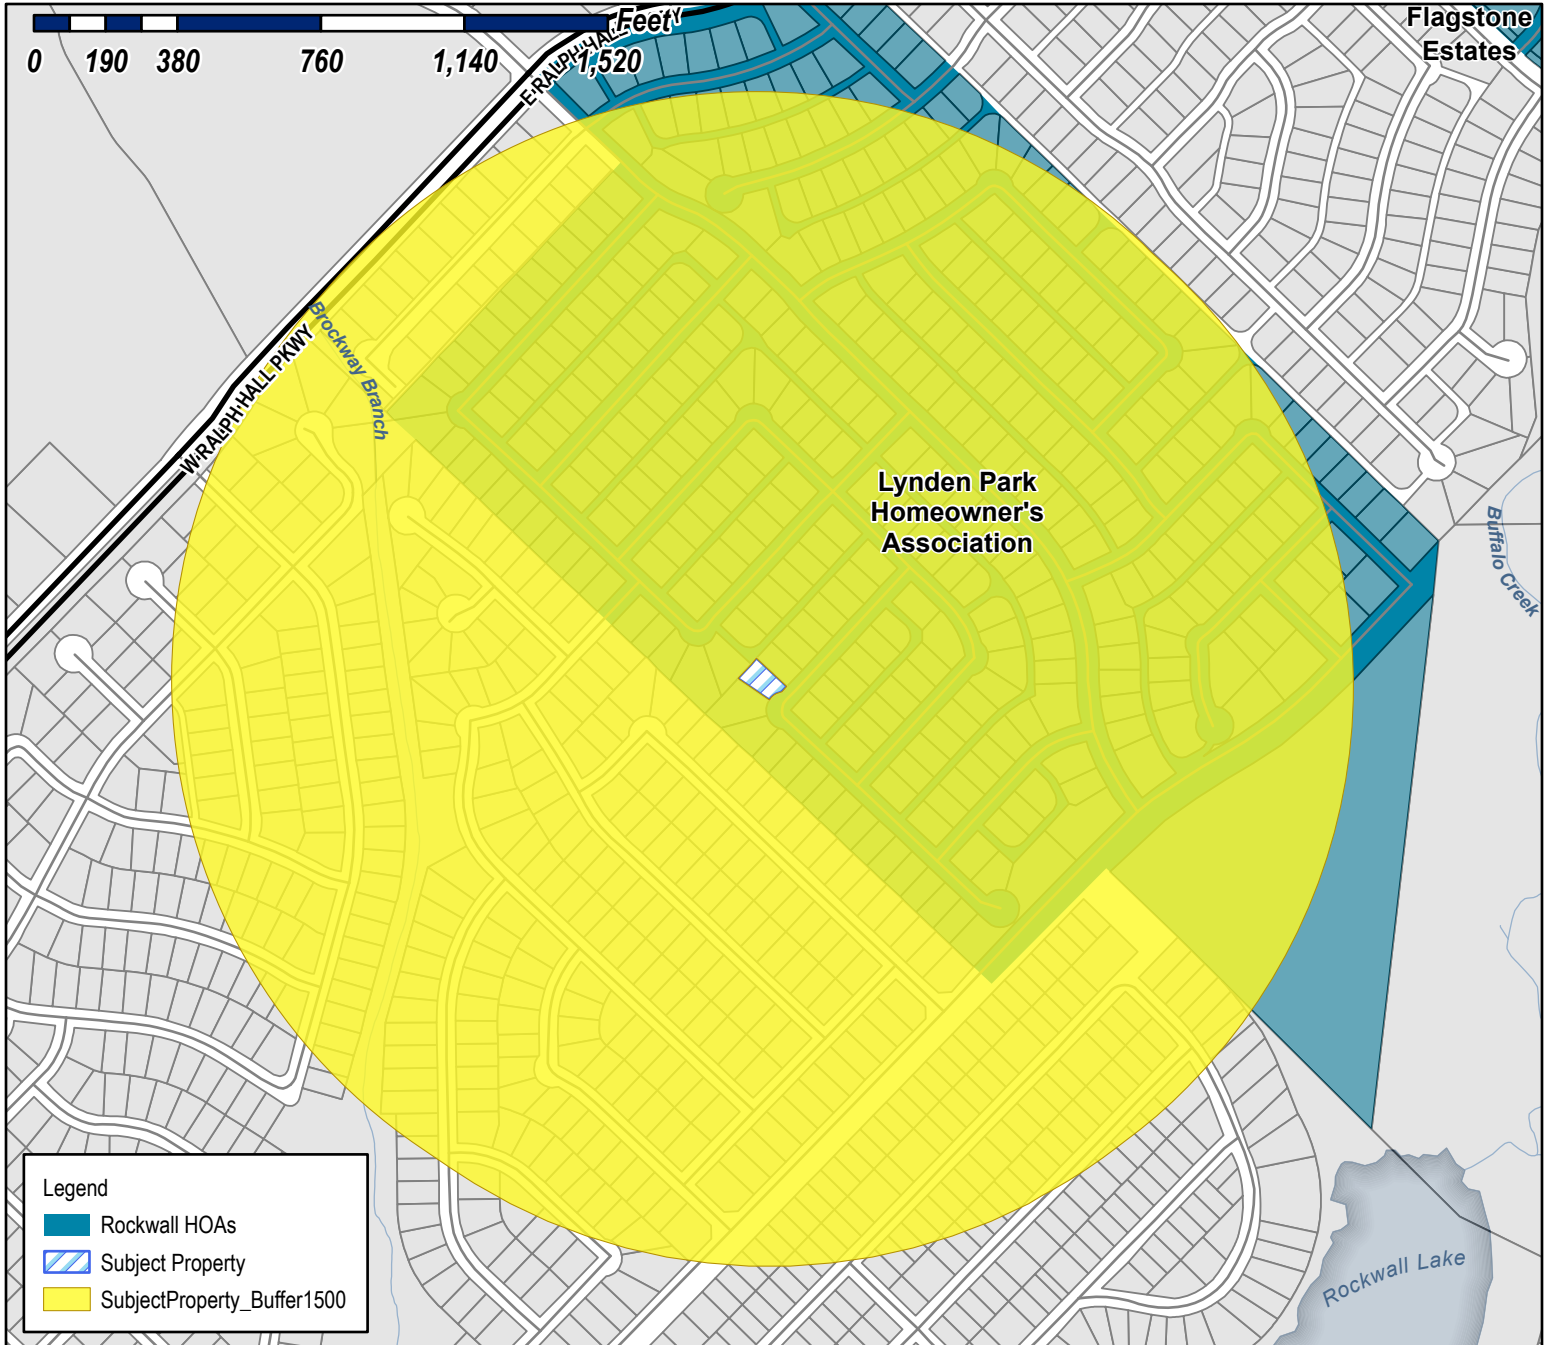 Feet
0 190 380 760 1,140 1,520
E RALPH HALL PKWY
Flagstone
Estates
Brockway Branch
W RALPH HALL PKWY
Lynden Park
Homeowner's
Association
Buffalo Creek
Rockwall Lake
Legend
Rockwall HOAs
Subject Property
SubjectProperty_Buffer1500